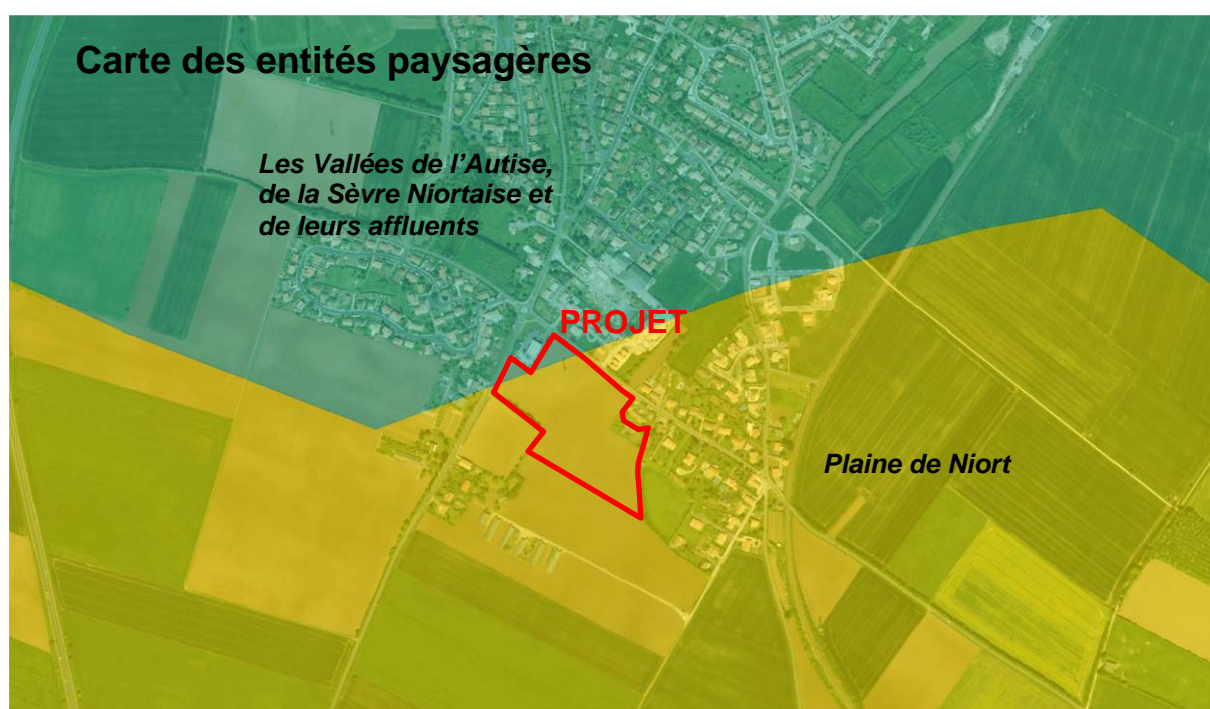 Carte des entités paysagères
Les Vallées de l'Autise,
de la Sèvre Niortaise et
de leurs affluents
PROJET
Plaine de Niort